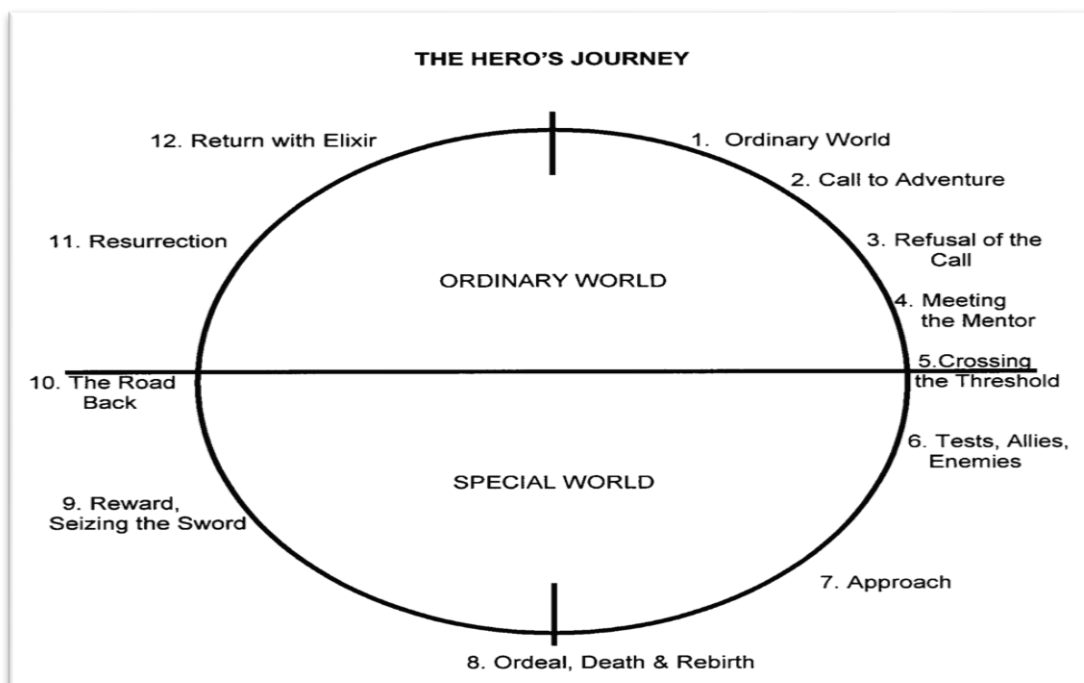 THE HERO'S JOURNEY
12. Return with Elixir
1. Ordinary World
2. Call to Adventure
11. Resurrection
3. Refusal of the
Call
ORDINARY WORLD
4. Meeting
the Mentor
10. The Road
Back
5.Crossing
the Threshold
6. Tests, Allies,
Enemies
SPECIAL WORLD
9. Reward,
Seizing the Sword
7. Approach
8. Ordeal, Death & Rebirth